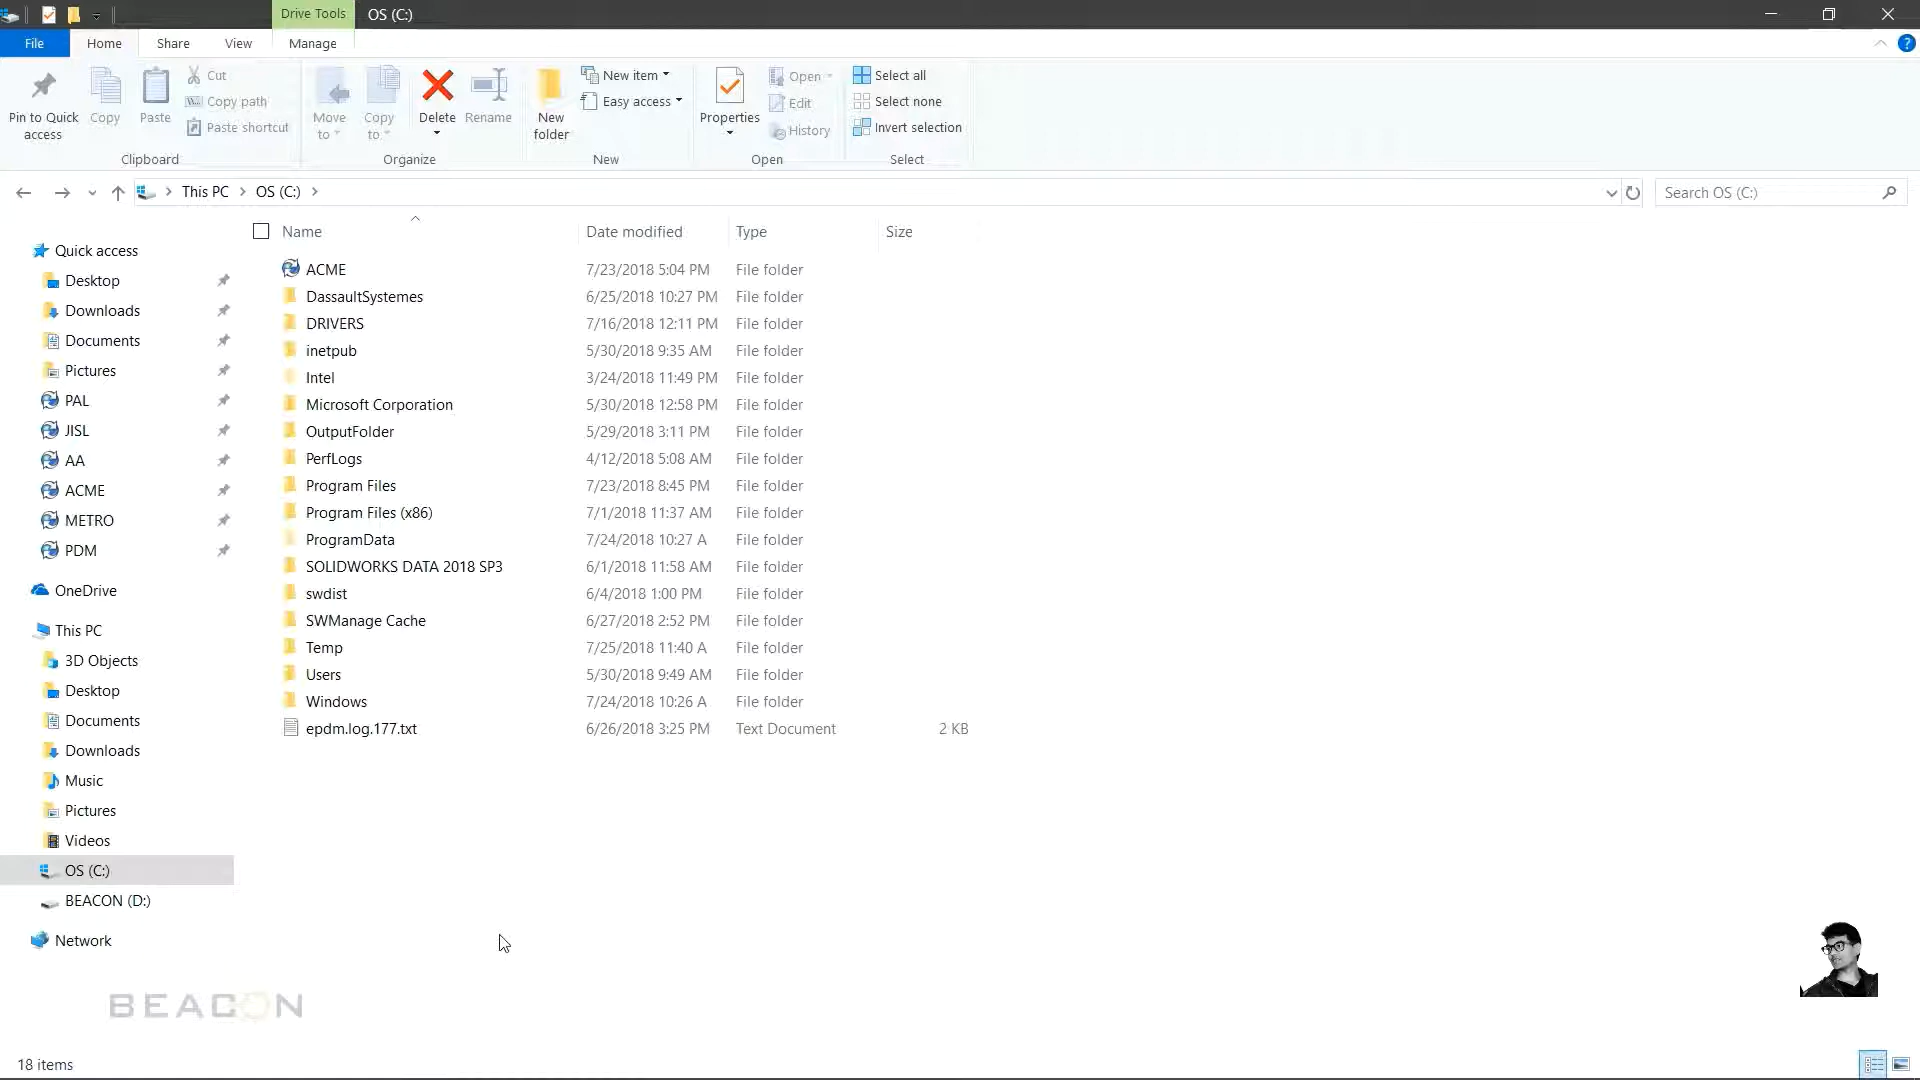 Drive Tools OS (C:)
File Home Share View Manage
Pin to Quick access
Copy
Paste
Cut
Copy path
Paste shortcut
Clipboard
Move to
Copy to
Delete
Rename
Organize
New folder
New item
Easy access
New
Properties
Open
Edit
History
Open
Select all
Select none
Invert selection
Select
This PC OS (C:)
Search OS (C:)
Quick access
Desktop
Downloads
Documents
Pictures
PAL
JISL
AA
ACME
METRO
PDM
OneDrive
This PC
3D Objects
Desktop
Documents
Downloads
Music
Pictures
Videos
OS (C:)
BEACON (D:)
Network
Name Date modified Type Size
ACME 7/23/2018 5:04 PM File folder
DassaultSystemes 6/25/2018 10:27 PM File folder
DRIVERS 7/16/2018 12:11 PM File folder
inetpub 5/30/2018 9:35 AM File folder
Intel 3/24/2018 11:49 PM File folder
Microsoft Corporation 5/30/2018 12:58 PM File folder
OutputFolder 5/29/2018 3:11 PM File folder
PerfLogs 4/12/2018 5:08 AM File folder
Program Files 7/23/2018 8:45 PM File folder
Program Files (x86) 7/1/2018 11:37 AM File folder
ProgramData 7/24/2018 10:27 A File folder
SOLIDWORKS DATA 2018 SP3 6/1/2018 11:58 AM File folder
swdist 6/4/2018 1:00 PM File folder
SWManage Cache 6/27/2018 2:52 PM File folder
Temp 7/25/2018 11:40 A File folder
Users 5/30/2018 9:49 AM File folder
Windows 7/24/2018 10:26 A File folder
epdm.log.177.txt 6/26/2018 3:25 PM Text Document 2 KB
BEACON
18 items